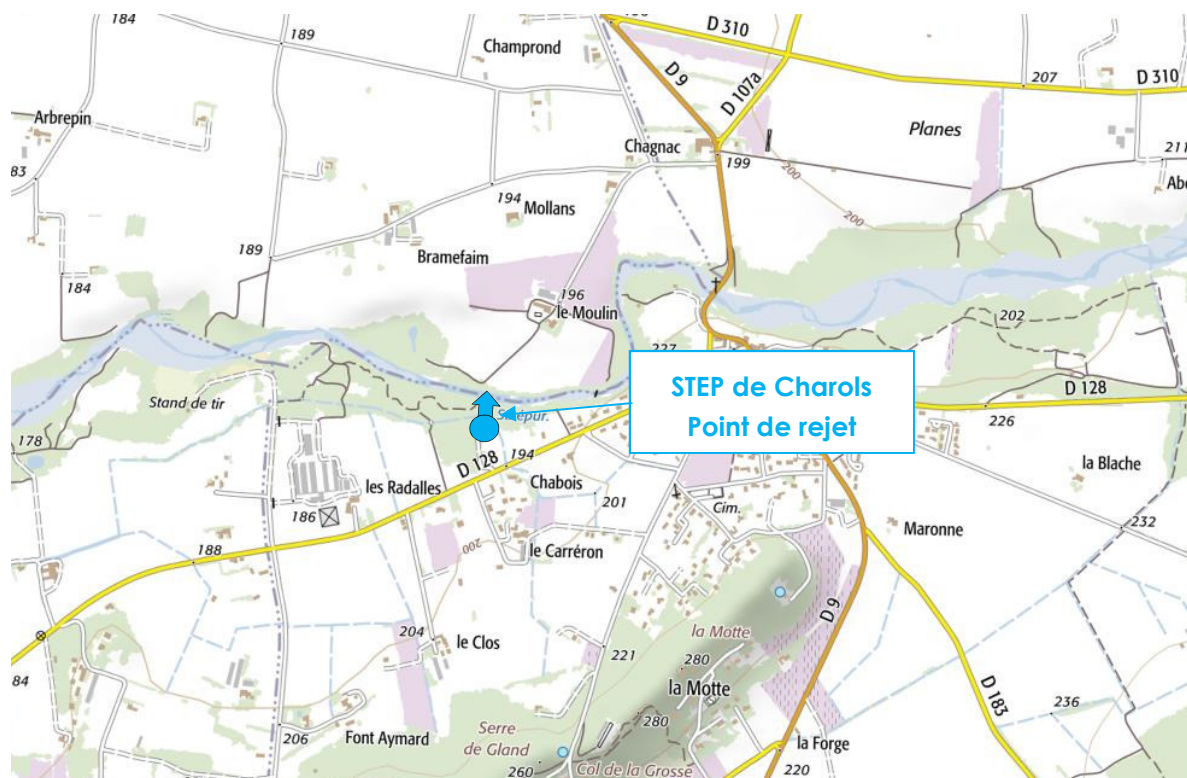 184
D 310
189
Champrond
D 9
D 107a
207
D 310
Arbrepin
Planes
Chagnac
211
83
199
200
194
Mollans
200
189
Bramefaim
184
196
le Moulin
202
227
STEP de Charols
Point de rejet
D 128
Stand de tir
226
178
D 128
194
la Blache
les Radalles
Chabois
201
Cim.
186
232
Maronne
188
200
le Carréron
D 9
204
la Motte
le Clos
221
280
84
la Motte
236
280
D 183
Serre
de Gland
206
Font Aymard
la Forge
260
Col de la Grosse
220